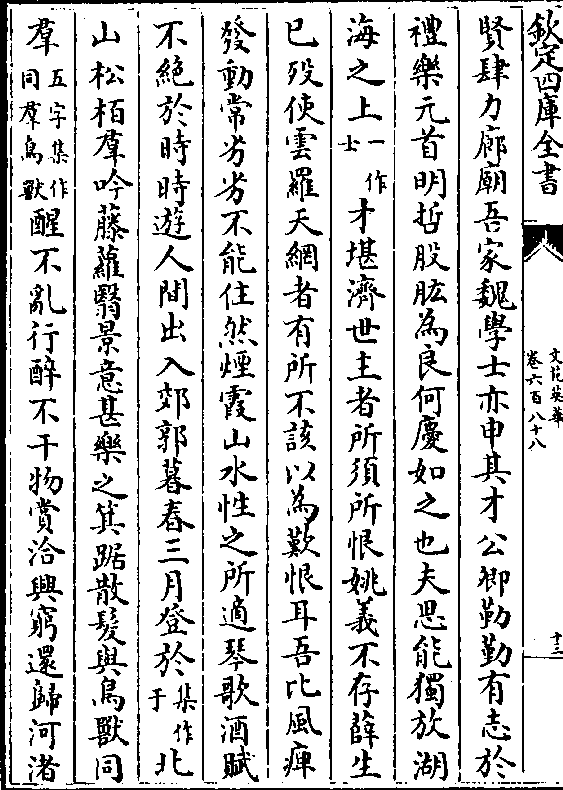 欽定四庫全書
文苑英華
卷六百八十八
十三
賢肆力廊廟吾家魏學士亦申其才公卿勤勤有志於
禮樂元首明哲股肱為良何慶如之也夫思能獨放湖
海之上一作士才堪濟世主者所須所恨姚義不存薛生
已歿使雲羅天網者有所不該以為歎恨耳吾比風痺
發動常劣劣不能住然煙霞山水性之所適琴歌酒賦
不絕於時時遊人間出入郊郭暮春三月登於集作于北
山松栢羣吟藤蘿翳景意甚樂之箕踞散髮與鳥獸同
羣五字集作同羣鳥獸醒不亂行醉不干物賞洽興窮還歸河渚